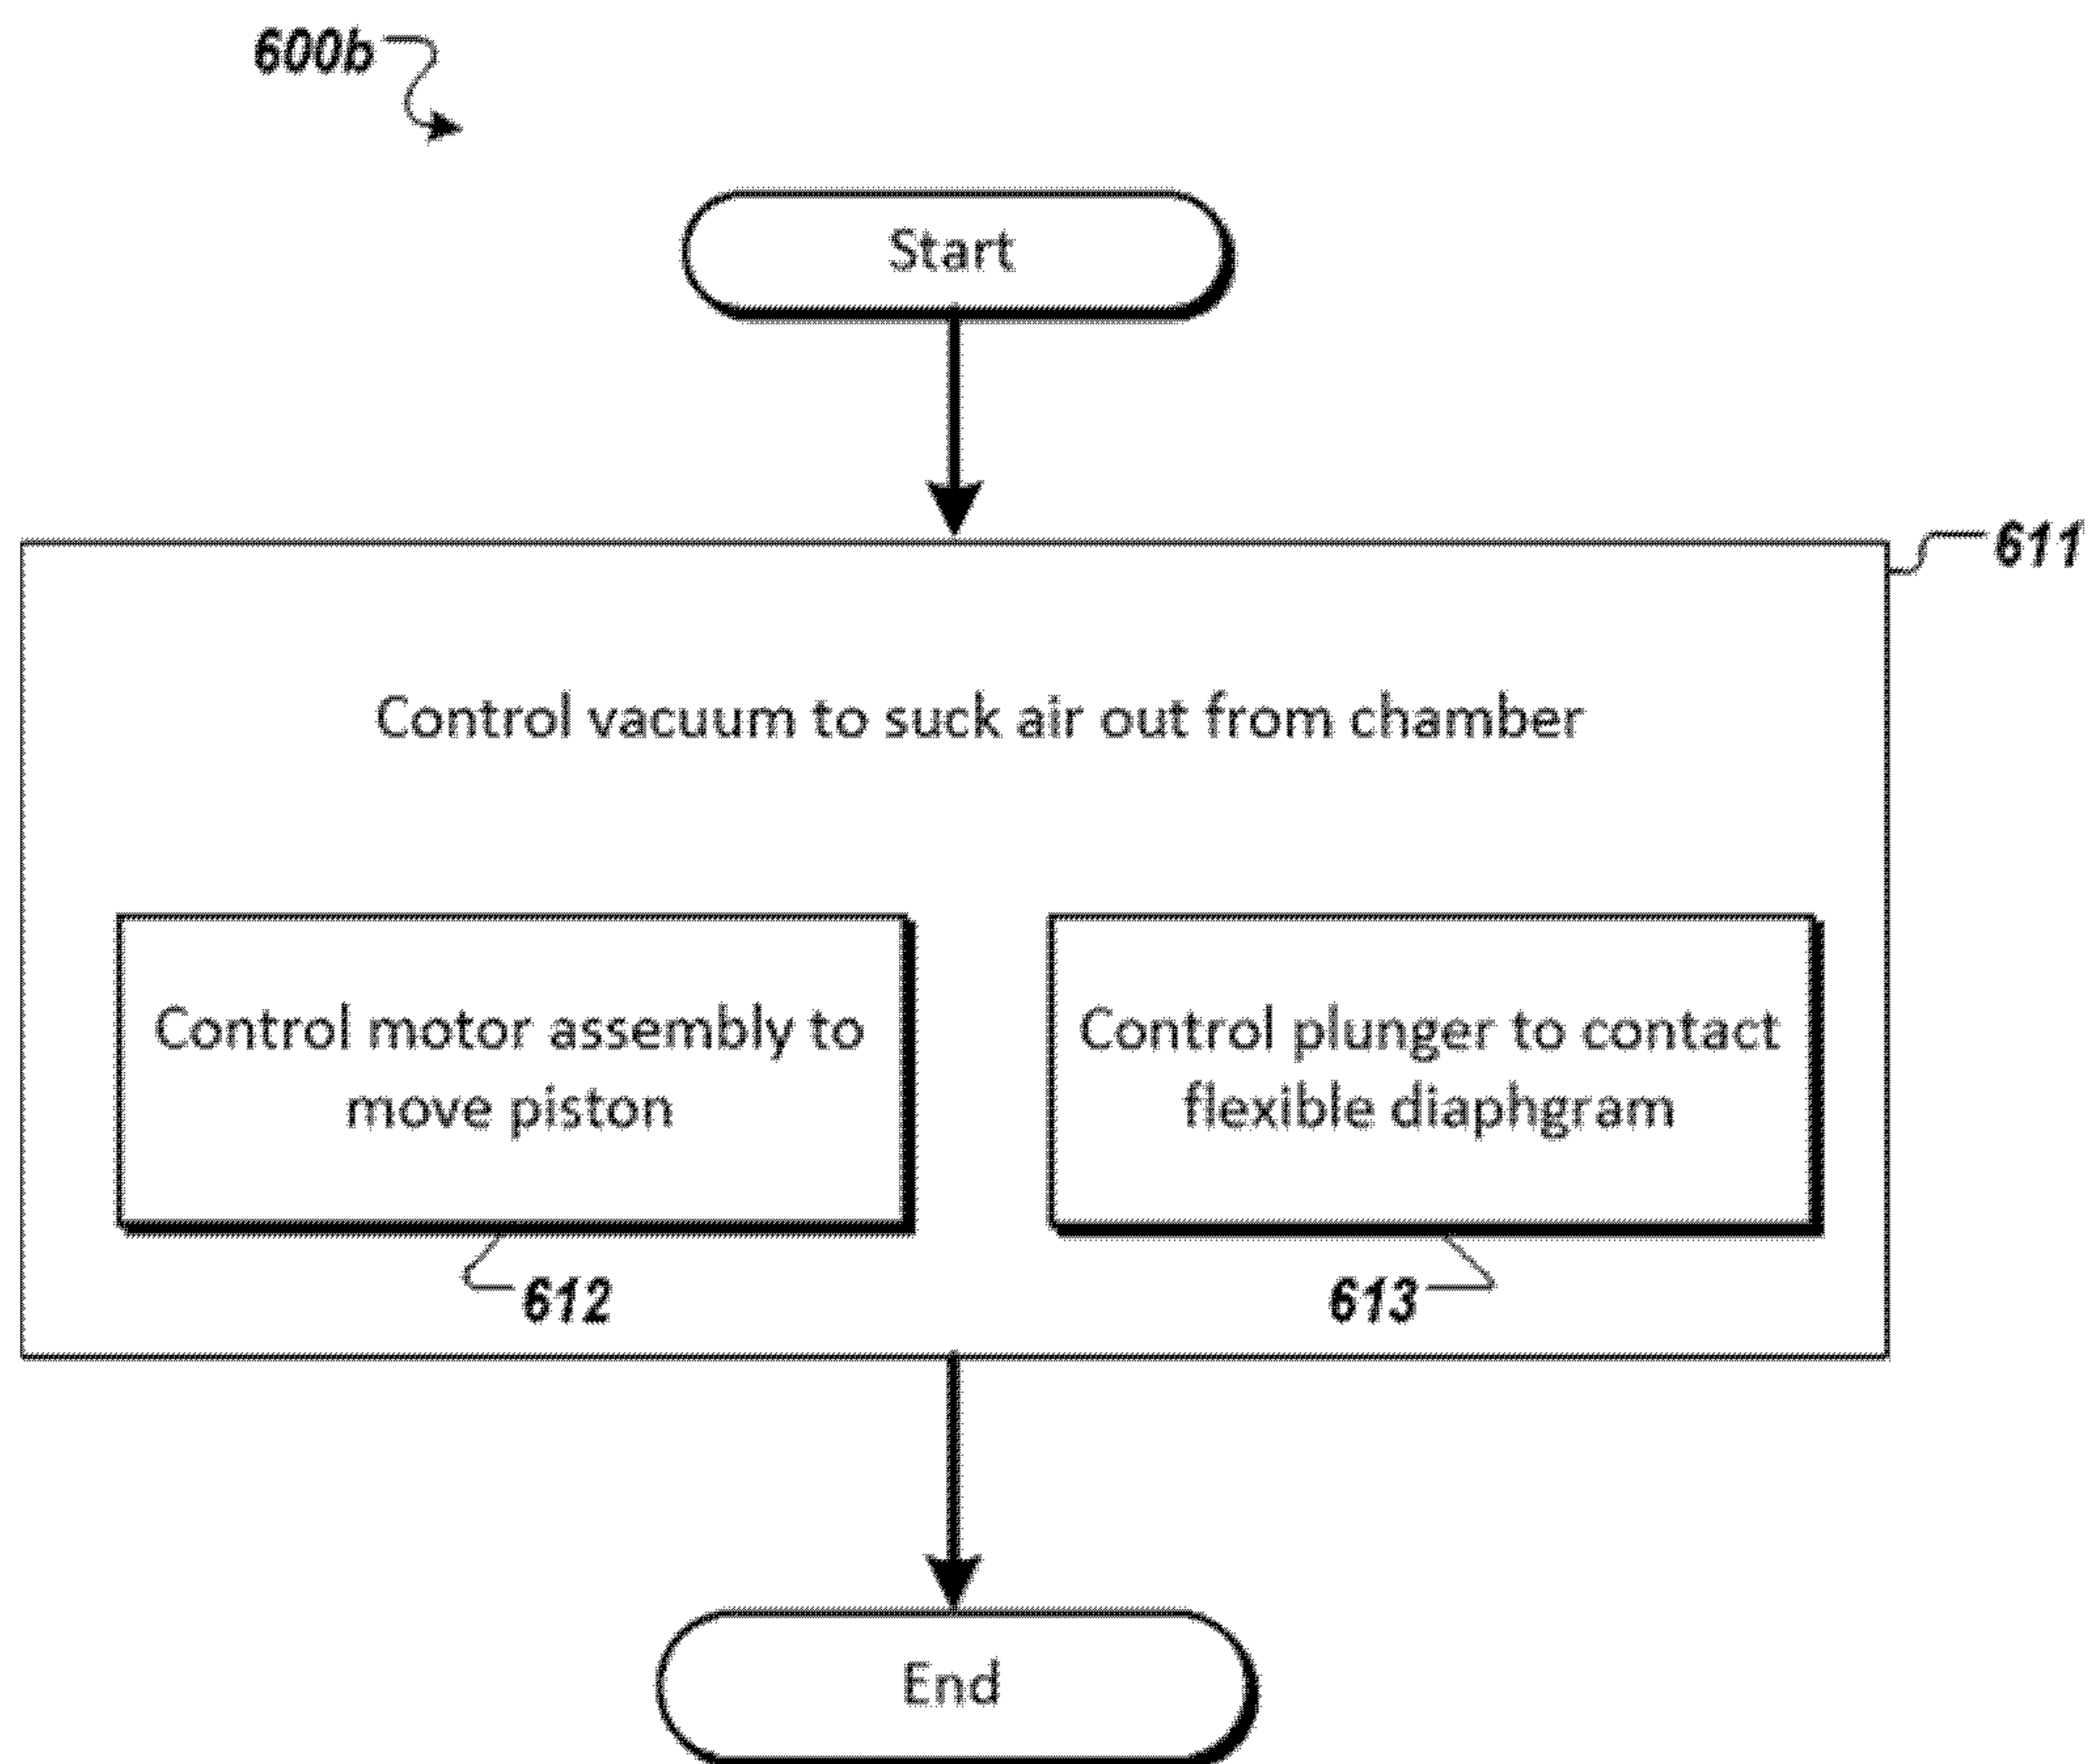 600b
Start
611
Control vacuum to suck air out from chamber
Control motor assembly to
move piston
Control plunger to contact
flexible diaphgram
612
613
End